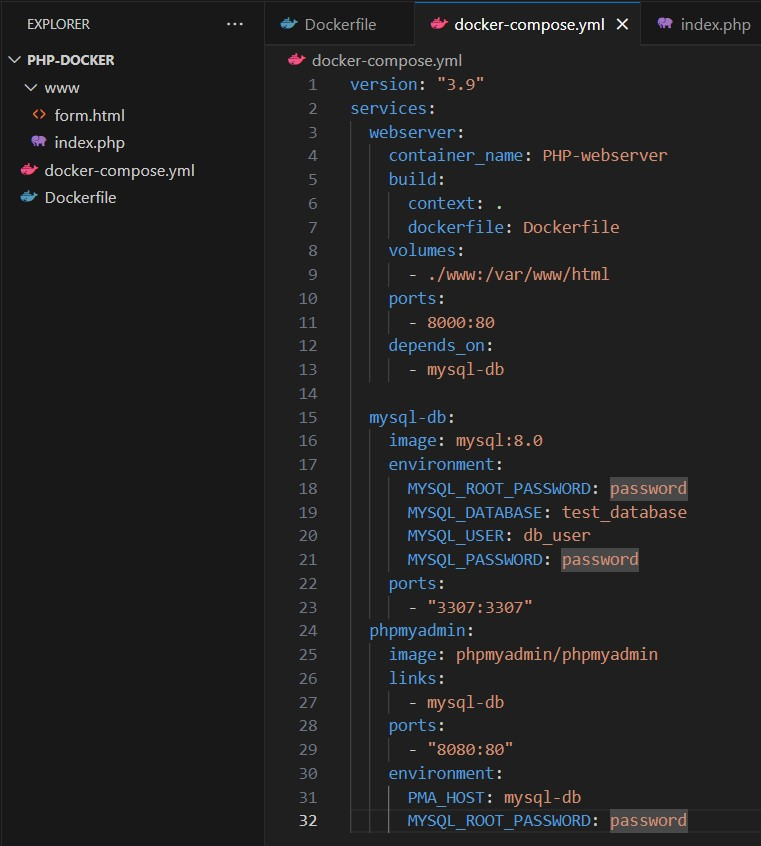 EXPLORER
PHP-DOCKER
www
form.html
index.php
docker-compose.yml
Dockerfile
Dockerfile
docker-compose.yml
index.php
docker-compose.yml
1 version: "3.9"
2 services:
3 webserver:
4 container_name: PHP-webserver
5 build:
6 context: .
7 dockerfile: Dockerfile
8 volumes:
9 - ./www:/var/www/html
10 ports:
11 - 8000:80
12 depends_on:
13 - mysql-db
14
15 mysql-db:
16 image: mysql:8.0
17 environment:
18 MYSQL_ROOT_PASSWORD: password
19 MYSQL_DATABASE: test_database
20 MYSQL_USER: db_user
21 MYSQL_PASSWORD: password
22 ports:
23 - "3307:3307"
24 phpmyadmin:
25 image: phpmyadmin/phpmyadmin
26 links:
27 - mysql-db
28 ports:
29 - "8080:80"
30 environment:
31 PMA_HOST: mysql-db
32 MYSQL_ROOT_PASSWORD: password